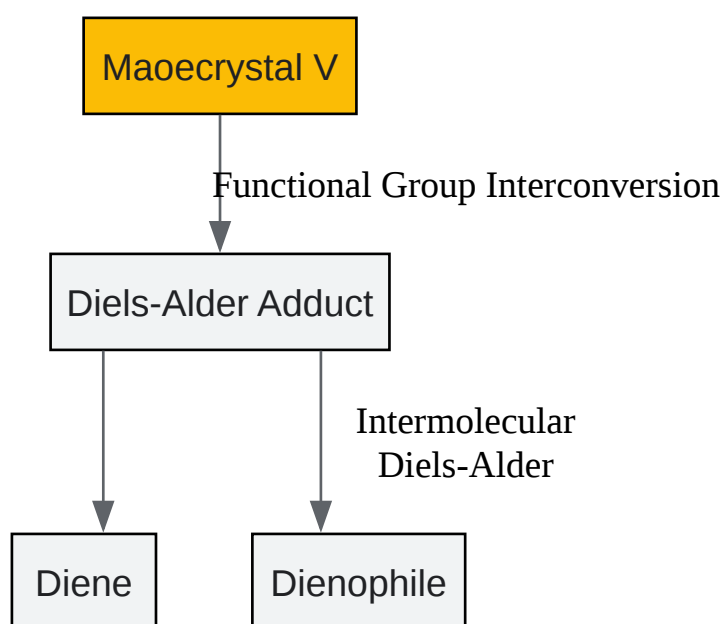 Maoecrystal V
Functional Group Interconversion
Diels-Alder Adduct
Intermolecular
Diels-Alder
Diene
Dienophile